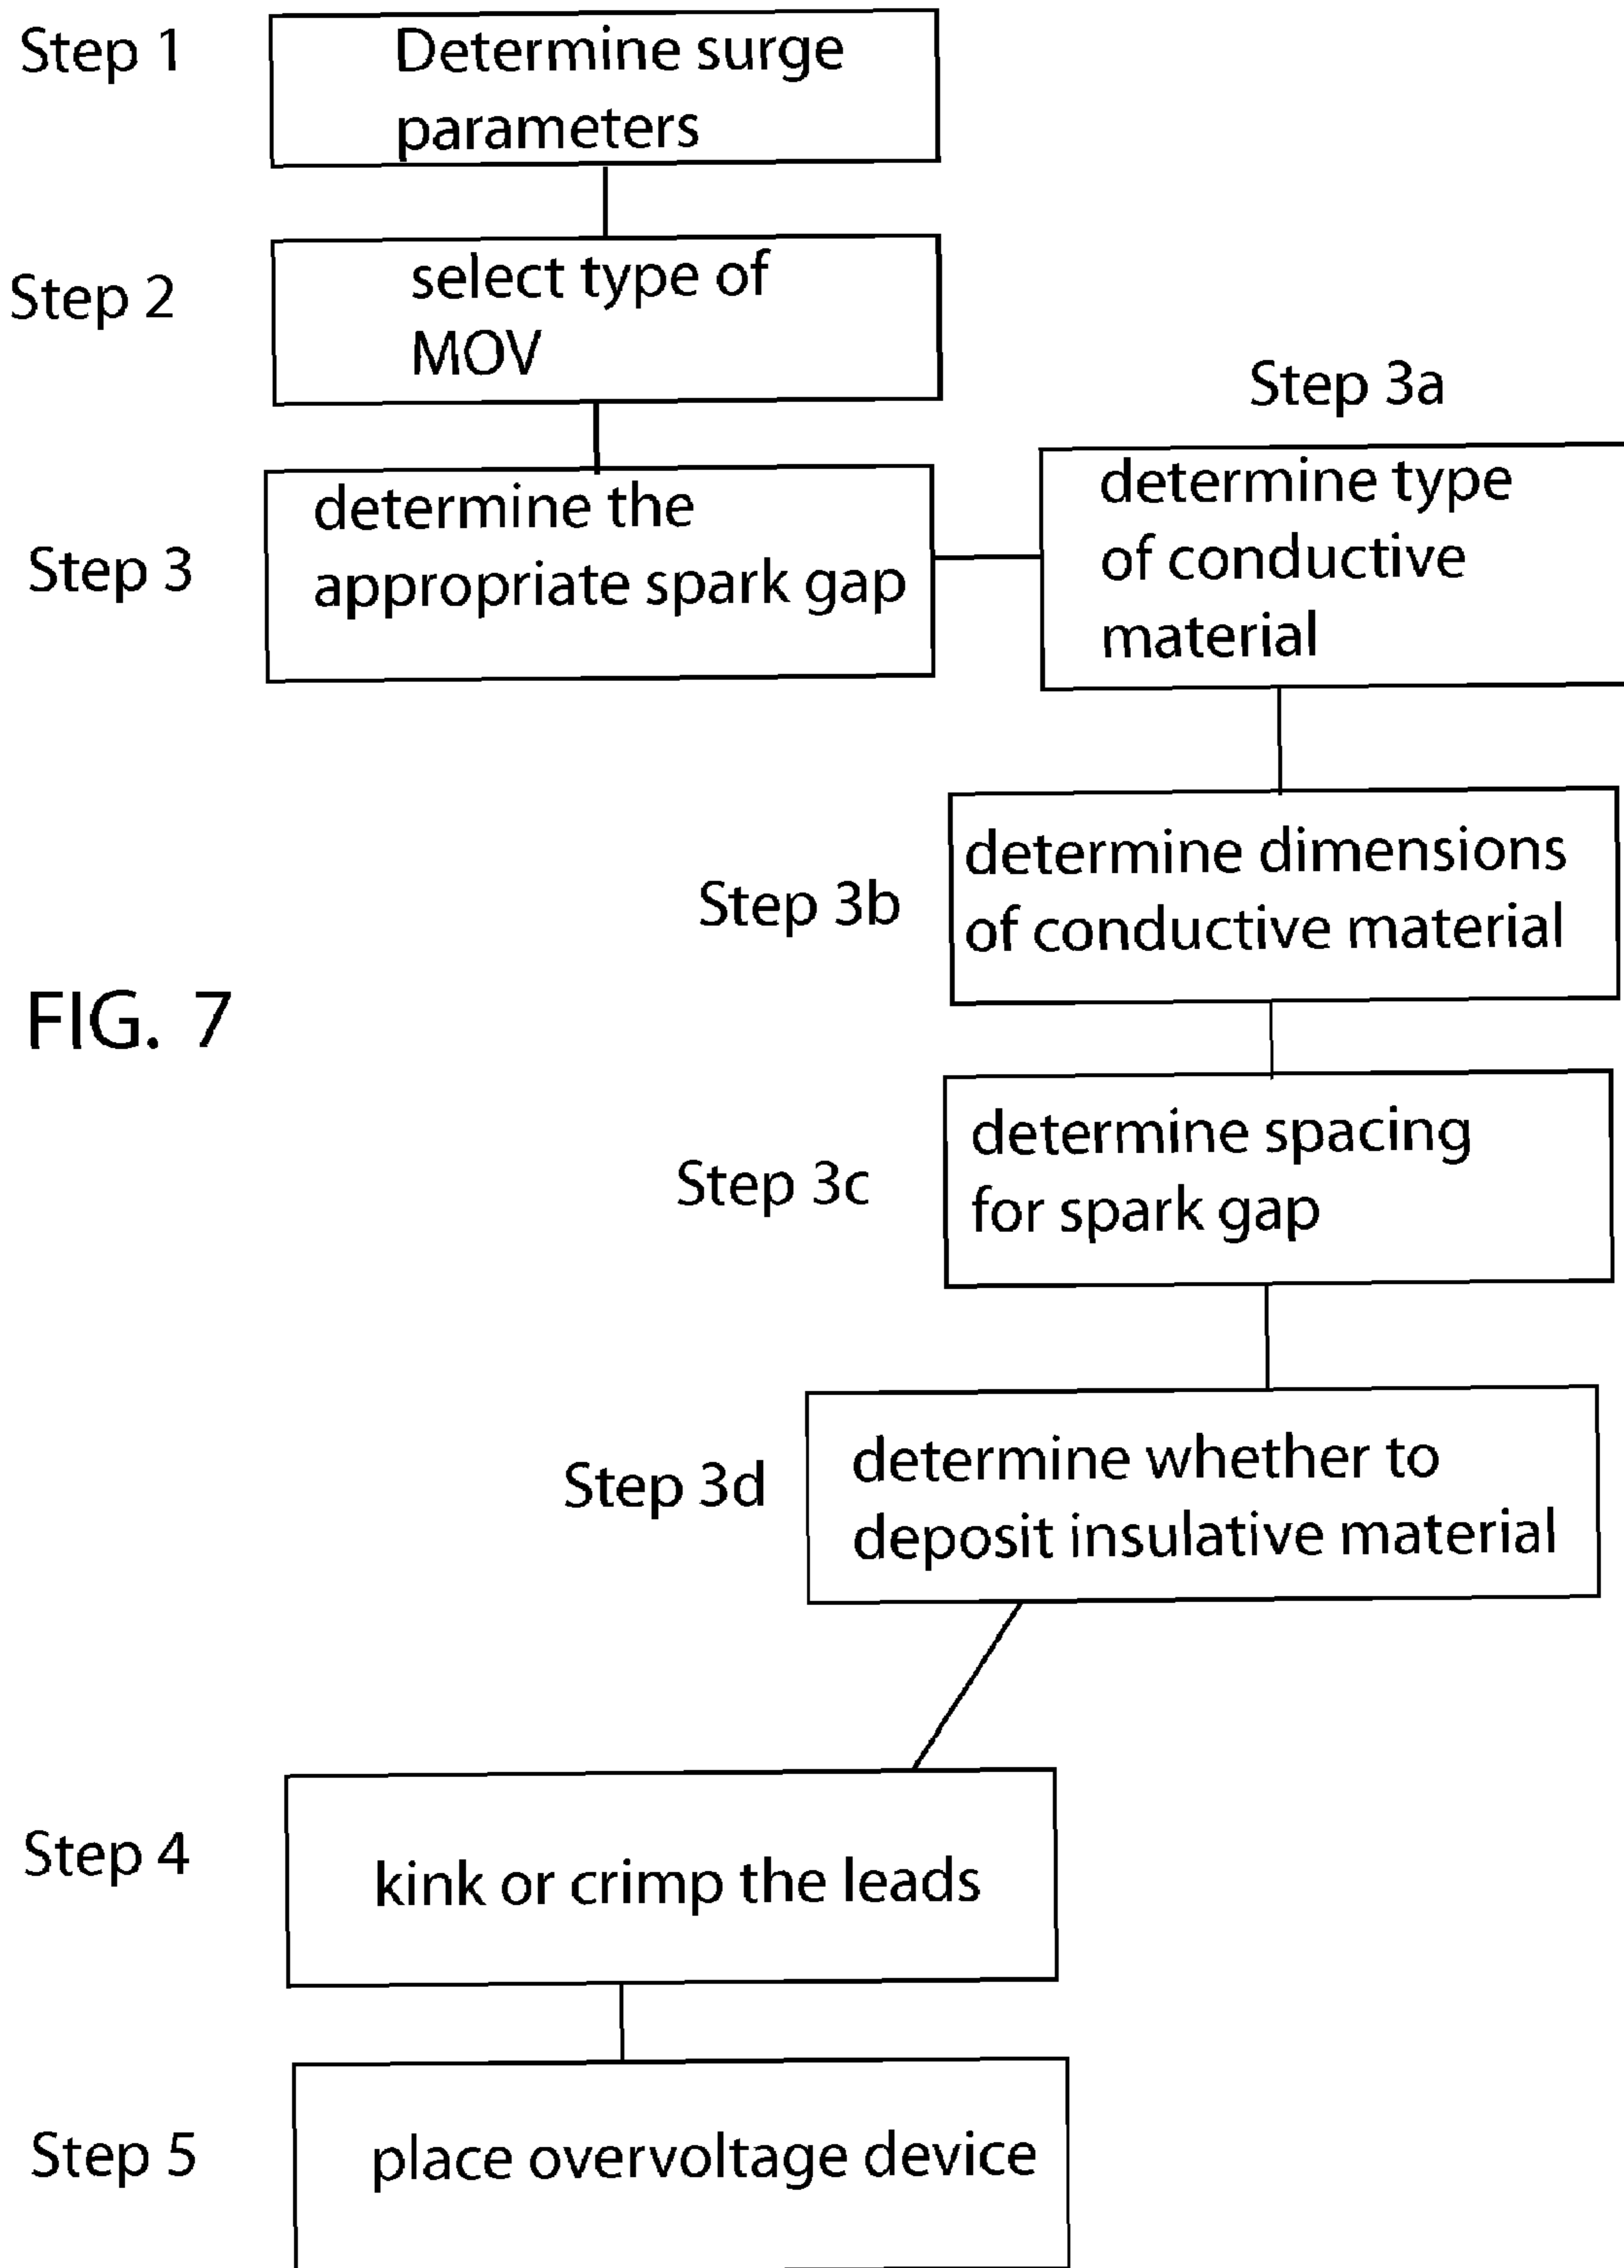 Step 1
Determine surge
parameters
Step 2
select type of
MOV
Step 3
determine the
appropriate spark gap
Step 3a
determine type
of conductive
material
Step 3b
determine dimensions
of conductive material
FIG. 7
Step 3c
determine spacing
for spark gap
Step 3d
determine whether to
deposit insulative material
Step 4
kink or crimp the leads
Step 5
place overvoltage device